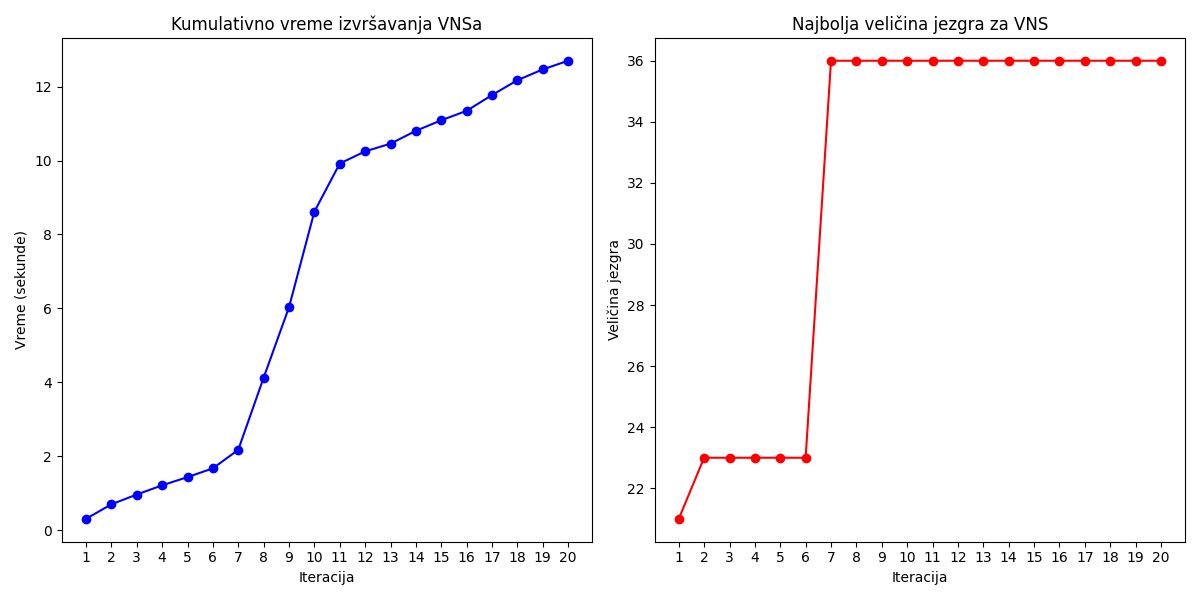 Kumulativno vreme izvršavanja VNSa
Vreme (sekunde)
12
10
8
6
4
2
0
1 2 3 4 5 6 7 8 9 10 11 12 13 14 15 16 17 18 19 20
Iteracija
Najbolja veličina jezgra za VNS
Veličina jezgra
36
34
32
30
28
26
24
22
1 2 3 4 5 6 7 8 9 10 11 12 13 14 15 16 17 18 19 20
Iteracija